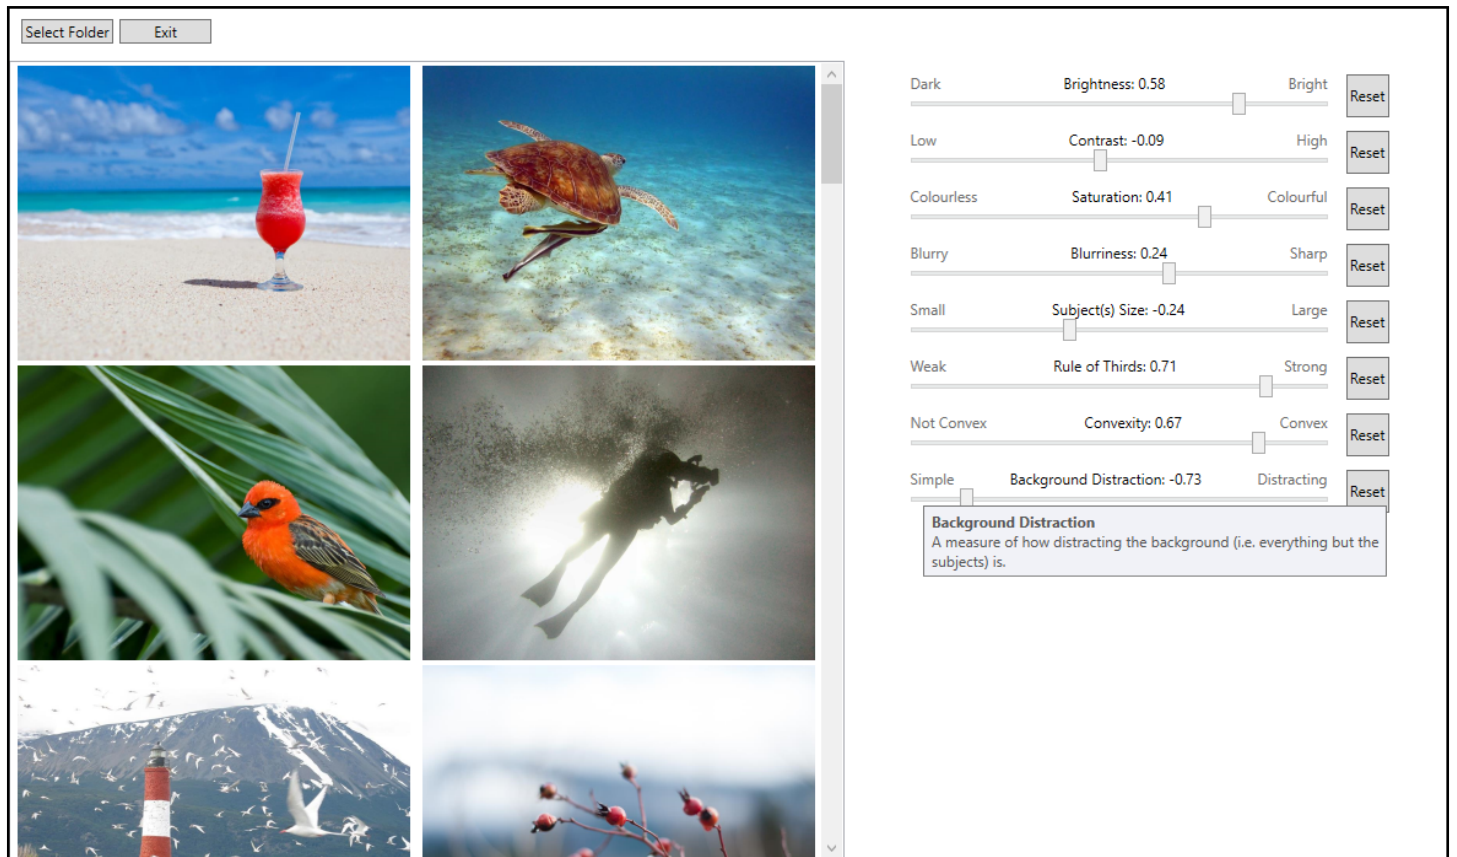 Select Folder Exit
Dark Brightness: 0.58 Bright Reset
Low Contrast: -0.09 High Reset
Colourless Saturation: 0.41 Colourful Reset
Blurry Blurriness: 0.24 Sharp Reset
Small Subject(s) Size: -0.24 Large Reset
Weak Rule of Thirds: 0.71 Strong Reset
Not Convex Convexity: 0.67 Convex Reset
Simple Background Distraction: -0.73 Distracting Reset
Background Distraction
A measure of how distracting the background (i.e. everything but the
subjects) is.